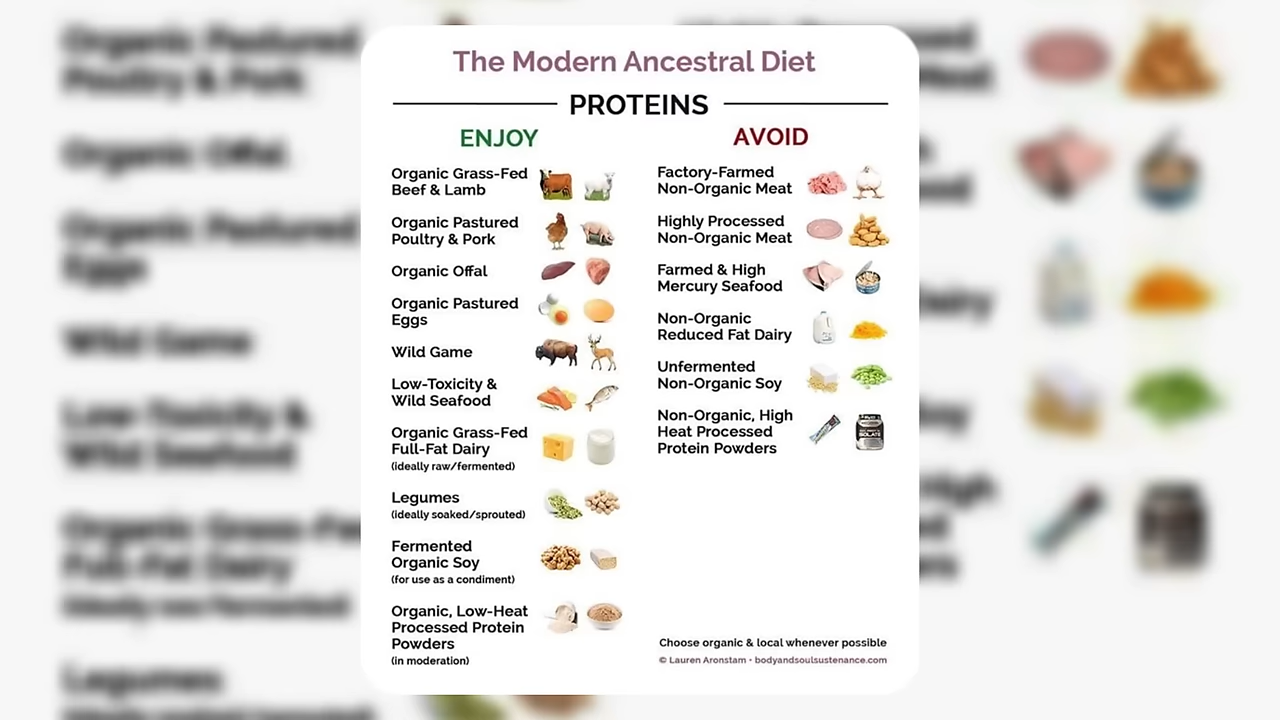 The Modern Ancestral Diet
PROTEINS
ENJOY
Organic Grass-Fed
Beef & Lamb
Organic Pastured
Poultry & Pork
Organic Offal
Organic Pastured
Eggs
Wild Game
Low-Toxicity &
Wild Seafood
Organic Grass-Fed
Full-Fat Dairy
(ideally raw/fermented)
Legumes
(ideally soaked/sprouted)
Fermented
Organic Soy
(for use as a condiment)
Organic, Low-Heat
Processed Protein
Powders
(in moderation)
AVOID
Factory-Farmed
Non-Organic Meat
Highly Processed
Non-Organic Meat
Farmed & High
Mercury Seafood
Non-Organic
Reduced Fat Dairy
Unfermented
Non-Organic Soy
Non-Organic, High
Heat Processed
Protein Powders
Choose organic & local whenever possible
© Lauren Aronstam • bodyandsoulsustenance.com